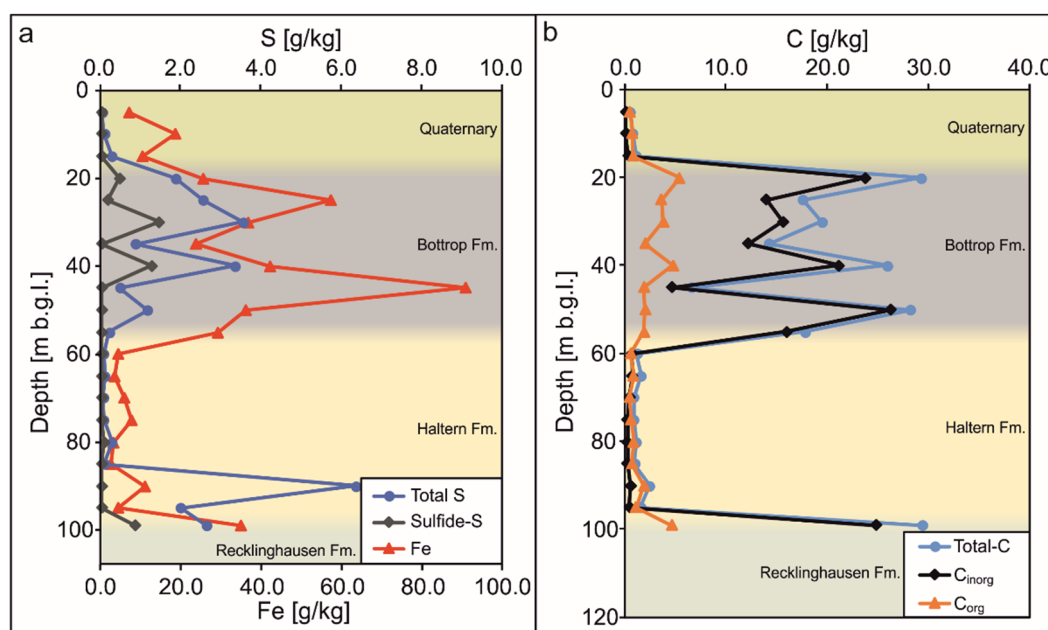 a
S [g/kg]
0.0 2.0 4.0 6.0 8.0 10.0
0
20
40
60
80
100
Depth [m b.g.l.]
Quaternary
Bottrop Fm.
Haltern Fm.
Recklinghausen Fm.
Total S
Sulfide-S
Fe
0.0 20.0 40.0 60.0 80.0 100.0
Fe [g/kg]
b
C [g/kg]
0.0 10.0 20.0 30.0 40.0
0
20
40
60
80
100
120
Depth [m b.g.l.]
Quaternary
Bottrop Fm.
Haltern Fm.
Recklinghausen Fm.
Total-C
Cinorg
Corg